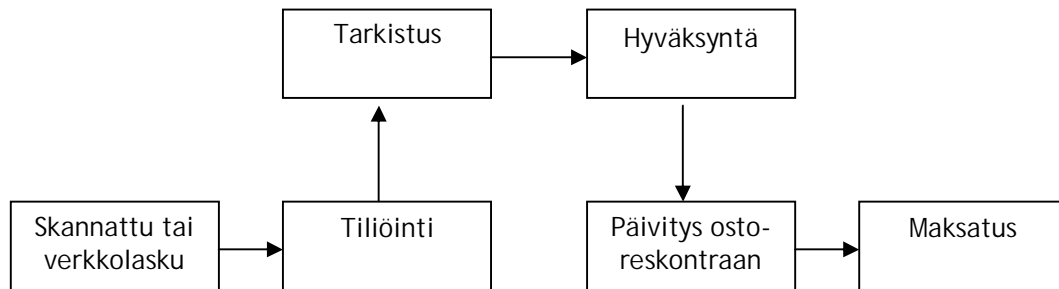 Tarkistus
Hyväksyntä
Skannattu tai
verkkolasku
Tiliöinti
Päivitys osto-
reskontraan
Maksatus